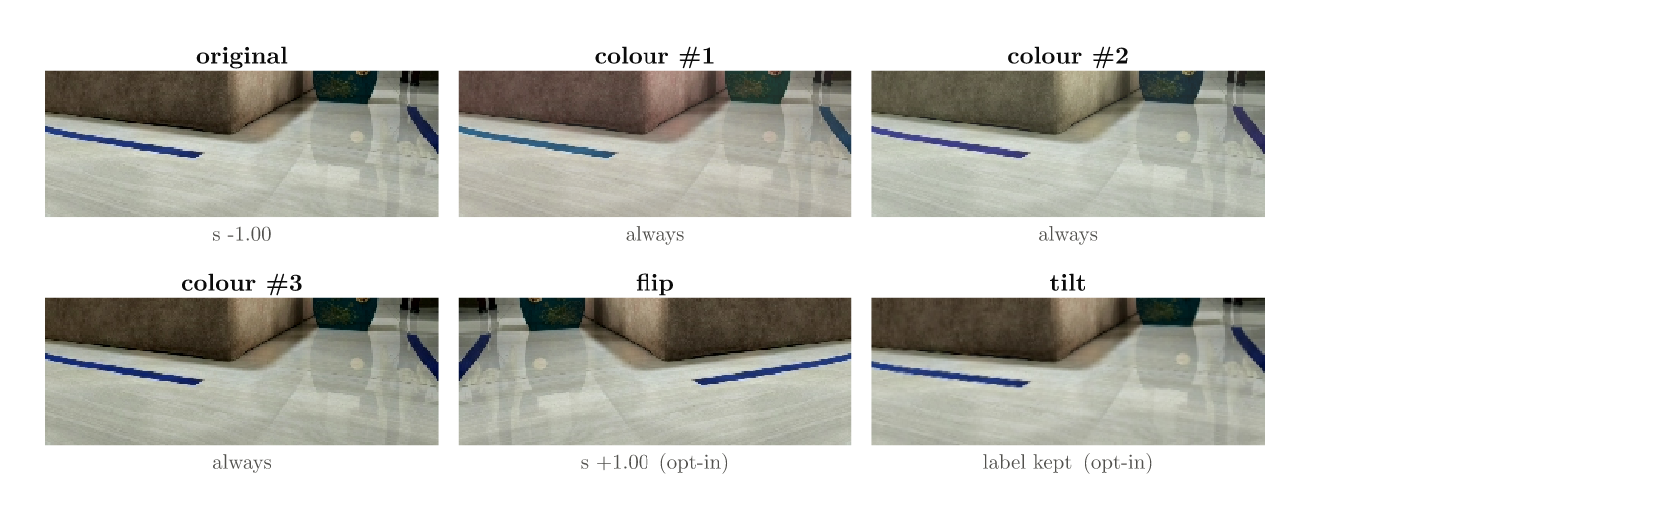 original
colour #1
colour #2
s -1.00
always
always
colour #3
flip
tilt
always
s +1.00 (opt-in)
label kept (opt-in)